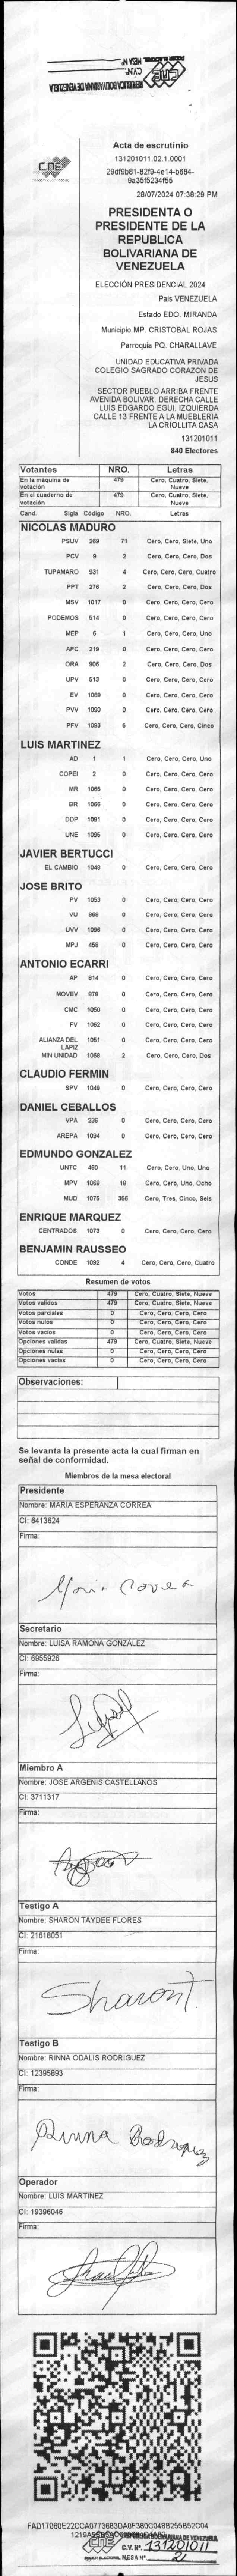 CNE
Acta de escrutinio
131201011.02.1.0001
29df9b81-82f9-4e14-b684-
9a35f5234f55
28/07/2024 07:38:29 PM
PRESIDENTA O
PRESIDENTE DE LA
REPUBLICA
BOLIVARIANA DE
VENEZUELA
ELECCIÓN PRESIDENCIAL 2024
País VENEZUELA
Estado EDO. MIRANDA
Municipio MP. CRISTOBAL ROJAS
Parroquia PQ. CHARALLAVE
UNIDAD EDUCATIVA PRIVADA
COLEGIO SAGRADO CORAZON DE
JESUS
SECTOR PUEBLO ARRIBA FRENTE
AVENIDA BOLIVAR. DERECHA CALLE
LUIS EDGARDO EGUI. IZQUIERDA
CALLE 13 FRENTE A LA MUEBLERIA
LA CRIOLLITA CASA
131201011
840 Electores
Votantes NRO. Letras
En la máquina de votación 479 Cero, Cuatro, Siete, Nueve
En el cuaderno de votación 479 Cero, Cuatro, Siete, Nueve
Cand. Sigla Código NRO. Letras
NICOLAS MADURO
PSUV 269 71 Cero, Cero, Siete, Uno
PCV 9 2 Cero, Cero, Cero, Dos
TUPAMARO 931 4 Cero, Cero, Cero, Cuatro
PPT 276 2 Cero, Cero, Cero, Dos
MSV 1017 0 Cero, Cero, Cero, Cero
PODEMOS 514 0 Cero, Cero, Cero, Cero
MEP 6 1 Cero, Cero, Cero, Uno
APC 219 0 Cero, Cero, Cero, Cero
ORA 906 2 Cero, Cero, Cero, Dos
UPV 513 0 Cero, Cero, Cero, Cero
EV 1089 0 Cero, Cero, Cero, Cero
PVV 1090 0 Cero, Cero, Cero, Cero
PFV 1093 5 Cero, Cero, Cero, Cinco
LUIS MARTINEZ
AD 1 1 Cero, Cero, Cero, Uno
COPEI 2 0 Cero, Cero, Cero, Cero
MR 1065 0 Cero, Cero, Cero, Cero
BR 1066 0 Cero, Cero, Cero, Cero
DDP 1091 0 Cero, Cero, Cero, Cero
UNE 1095 0 Cero, Cero, Cero, Cero
JAVIER BERTUCCI
EL CAMBIO 1048 0 Cero, Cero, Cero, Cero
JOSE BRITO
PV 1053 0 Cero, Cero, Cero, Cero
VU 868 0 Cero, Cero, Cero, Cero
UVV 1096 0 Cero, Cero, Cero, Cero
MPJ 458 0 Cero, Cero, Cero, Cero
ANTONIO ECARRI
AP 614 0 Cero, Cero, Cero, Cero
MOVEV 678 0 Cero, Cero, Cero, Cero
CMC 1050 0 Cero, Cero, Cero, Cero
FV 1062 0 Cero, Cero, Cero, Cero
ALIANZA DEL LAPIZ 1051 0 Cero, Cero, Cero, Cero
MIN UNIDAD 1068 2 Cero, Cero, Cero, Dos
CLAUDIO FERMIN
SPV 1049 0 Cero, Cero, Cero, Cero
DANIEL CEBALLOS
VPA 236 0 Cero, Cero, Cero, Cero
AREPA 1094 0 Cero, Cero, Cero, Cero
EDMUNDO GONZALEZ
UNTC 460 11 Cero, Cero, Uno, Uno
MPV 1069 18 Cero, Cero, Uno, Ocho
MUD 1075 356 Cero, Tres, Cinco, Seis
ENRIQUE MARQUEZ
CENTRADOS 1073 0 Cero, Cero, Cero, Cero
BENJAMIN RAUSSEO
CONDE 1092 4 Cero, Cero, Cero, Cuatro
Resumen de votos
Votos 479 Cero, Cuatro, Siete, Nueve
Votos validos 479 Cero, Cuatro, Siete, Nueve
Votos parciales 0 Cero, Cero, Cero, Cero
Votos nulos 0 Cero, Cero, Cero, Cero
Votos vacios 0 Cero, Cero, Cero, Cero
Opciones validas 479 Cero, Cuatro, Siete, Nueve
Opciones nulas 0 Cero, Cero, Cero, Cero
Opciones vacias 0 Cero, Cero, Cero, Cero
Observaciones:
Se levanta la presente acta la cual firman en
señal de conformidad.
Miembros de la mesa electoral
Presidente
Nombre: MARIA ESPERANZA CORREA
CI: 6413624
Firma:
Maria Correa
Secretario
Nombre: LUISA RAMONA GONZALEZ
CI: 6955926
Firma:
Miembro A
Nombre: JOSE ARGENIS CASTELLANOS
CI: 3711317
Firma:
Testigo A
Nombre: SHARON TAYDEE FLORES
CI: 21618051
Firma:
Sharon T.
Testigo B
Nombre: RINNA ODALIS RODRIGUEZ
CI: 12395893
Firma:
Rinna Rodriguez
Operador
Nombre: LUIS MARTINEZ
CI: 19396046
Firma:
FAD17060E22CCA0773683DA0F380C04BB255B52C04
CNE
C.V. Nº. 131201011
MESA Nº 2